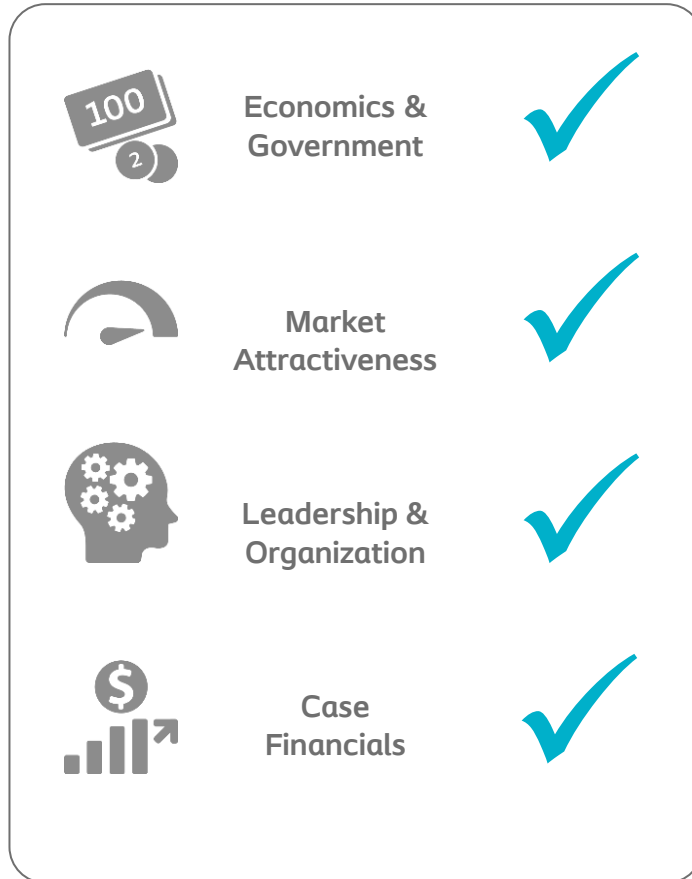 100
2
Economics &
Government
Market
Attractiveness
Leadership &
Organization
$
Case
Financials